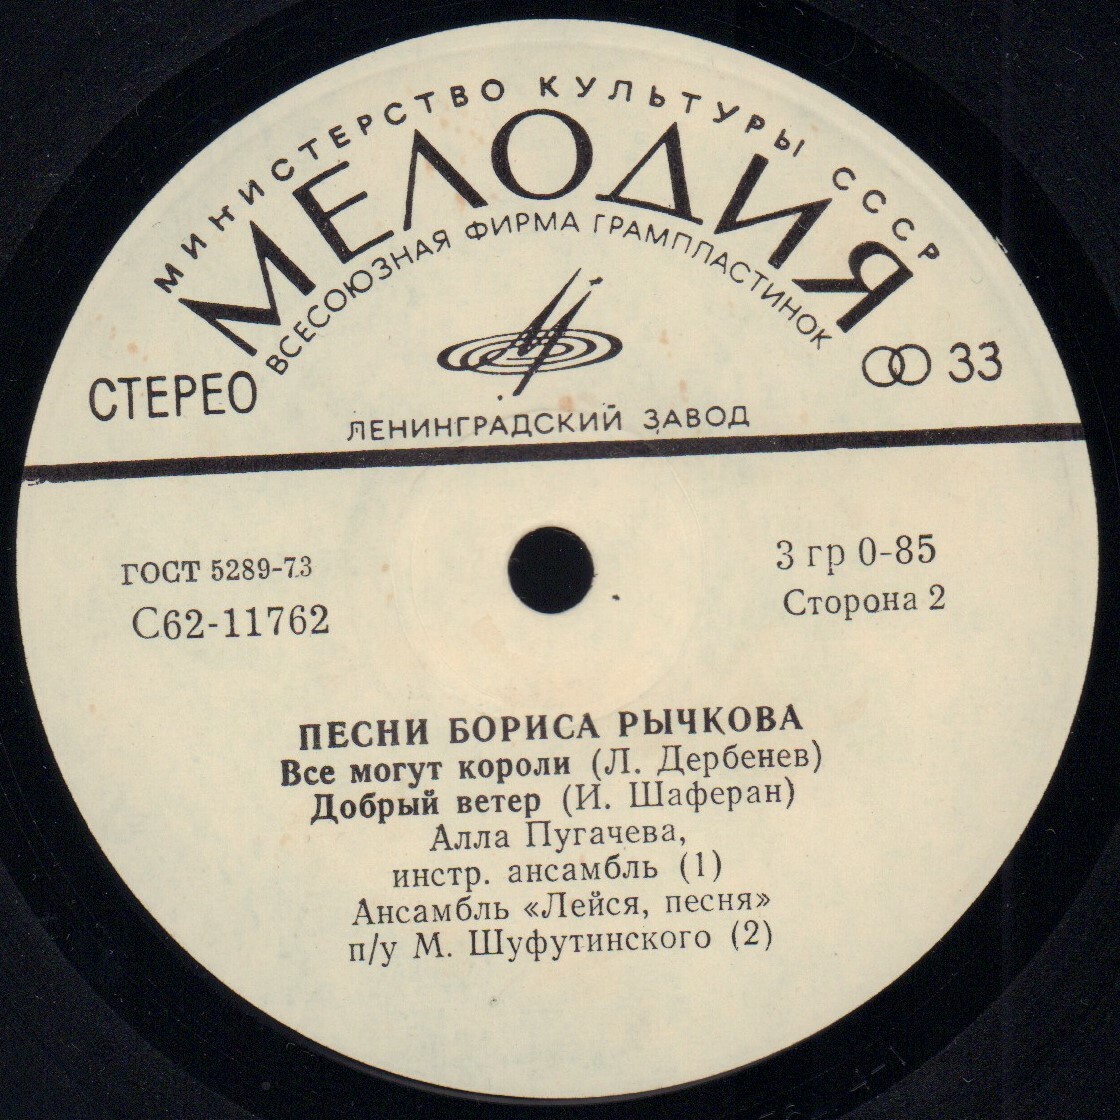 МИНИСТЕРСТВО КУЛЬТУРЫ СССР
МЕЛОДИЯ
ВСЕСОЮЗНАЯ ФИРМА ГРАМПЛАСТИНОК
СТЕРЕО
33
ЛЕНИНГРАДСКИЙ ЗАВОД
ГОСТ 5289-73
3 гр 0-85
С62-11762
Сторона 2
ПЕСНИ БОРИСА РЫЧКОВА
Все могут короли (Л. Дербенев)
Добрый ветер (И. Шаферан)
Алла Пугачева,
инстр. ансамбль (1)
Ансамбль «Лейся, песня»
п/у М. Шуфутинского (2)